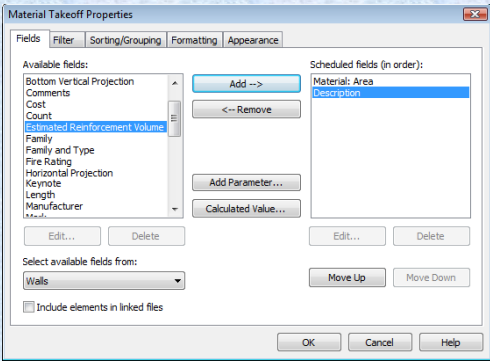 Material Takeoff Properties
Fields Filter Sorting/Grouping Formatting Appearance
Available fields:
Bottom Vertical Projection
Comments
Cost
Count
Estimated Reinforcement Volume
Family
Family and Type
Fire Rating
Horizontal Projection
Keynote
Length
Manufacturer
Edit... Delete
Select available fields from:
Walls
Include elements in linked files
Add -->
<-- Remove
Add Parameter...
Calculated Value...
Scheduled fields (in order):
Material: Area
Description
Edit... Delete
Move Up Move Down
OK Cancel Help